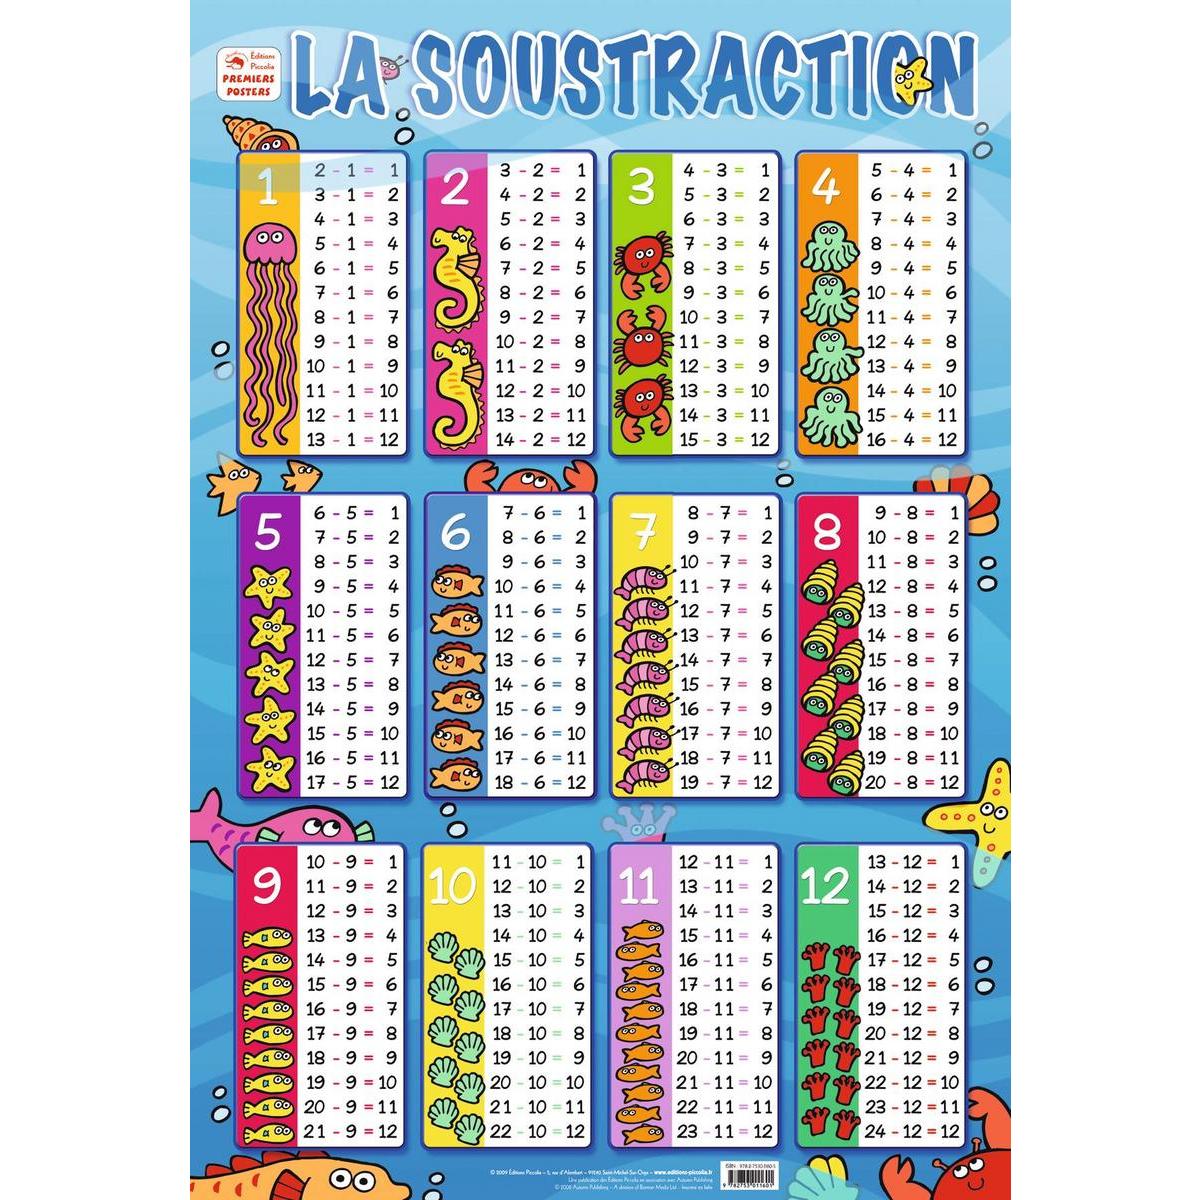 Éditions
Piccolia
PREMIERS
POSTERS
LA SOUSTRACTION
1
2 - 1 = 1
3 - 1 = 2
4 - 1 = 3
5 - 1 = 4
6 - 1 = 5
7 - 1 = 6
8 - 1 = 7
9 - 1 = 8
10 - 1 = 9
11 - 1 = 10
12 - 1 = 11
13 - 1 = 12
2
3 - 2 = 1
4 - 2 = 2
5 - 2 = 3
6 - 2 = 4
7 - 2 = 5
8 - 2 = 6
9 - 2 = 7
10 - 2 = 8
11 - 2 = 9
12 - 2 = 10
13 - 2 = 11
14 - 2 = 12
3
4 - 3 = 1
5 - 3 = 2
6 - 3 = 3
7 - 3 = 4
8 - 3 = 5
9 - 3 = 6
10 - 3 = 7
11 - 3 = 8
12 - 3 = 9
13 - 3 = 10
14 - 3 = 11
15 - 3 = 12
4
5 - 4 = 1
6 - 4 = 2
7 - 4 = 3
8 - 4 = 4
9 - 4 = 5
10 - 4 = 6
11 - 4 = 7
12 - 4 = 8
13 - 4 = 9
14 - 4 = 10
15 - 4 = 11
16 - 4 = 12
5
6 - 5 = 1
7 - 5 = 2
8 - 5 = 3
9 - 5 = 4
10 - 5 = 5
11 - 5 = 6
12 - 5 = 7
13 - 5 = 8
14 - 5 = 9
15 - 5 = 10
16 - 5 = 11
17 - 5 = 12
6
7 - 6 = 1
8 - 6 = 2
9 - 6 = 3
10 - 6 = 4
11 - 6 = 5
12 - 6 = 6
13 - 6 = 7
14 - 6 = 8
15 - 6 = 9
16 - 6 = 10
17 - 6 = 11
18 - 6 = 12
7
8 - 7 = 1
9 - 7 = 2
10 - 7 = 3
11 - 7 = 4
12 - 7 = 5
13 - 7 = 6
14 - 7 = 7
15 - 7 = 8
16 - 7 = 9
17 - 7 = 10
18 - 7 = 11
19 - 7 = 12
8
9 - 8 = 1
10 - 8 = 2
11 - 8 = 3
12 - 8 = 4
13 - 8 = 5
14 - 8 = 6
15 - 8 = 7
16 - 8 = 8
17 - 8 = 9
18 - 8 = 10
19 - 8 = 11
20 - 8 = 12
9
10 - 9 = 1
11 - 9 = 2
12 - 9 = 3
13 - 9 = 4
14 - 9 = 5
15 - 9 = 6
16 - 9 = 7
17 - 9 = 8
18 - 9 = 9
19 - 9 = 10
20 - 9 = 11
21 - 9 = 12
10
11 - 10 = 1
12 - 10 = 2
13 - 10 = 3
14 - 10 = 4
15 - 10 = 5
16 - 10 = 6
17 - 10 = 7
18 - 10 = 8
19 - 10 = 9
20 - 10 = 10
21 - 10 = 11
22 - 10 = 12
11
12 - 11 = 1
13 - 11 = 2
14 - 11 = 3
15 - 11 = 4
16 - 11 = 5
17 - 11 = 6
18 - 11 = 7
19 - 11 = 8
20 - 11 = 9
21 - 11 = 10
22 - 11 = 11
23 - 11 = 12
12
13 - 12 = 1
14 - 12 = 2
15 - 12 = 3
16 - 12 = 4
17 - 12 = 5
18 - 12 = 6
19 - 12 = 7
20 - 12 = 8
21 - 12 = 9
22 - 12 = 10
23 - 12 = 11
24 - 12 = 12
© 2009 Éditions Piccolia – 5, rue d'Alembert – 91240 Saint-Michel-Sur-Orge – www.editions-piccolia.fr
Une publication des Éditions Piccolia en association avec Autumn Publishing
© 2008 Autumn Publishing – A division of Bonnier Media Ltd –
9 782753 011601